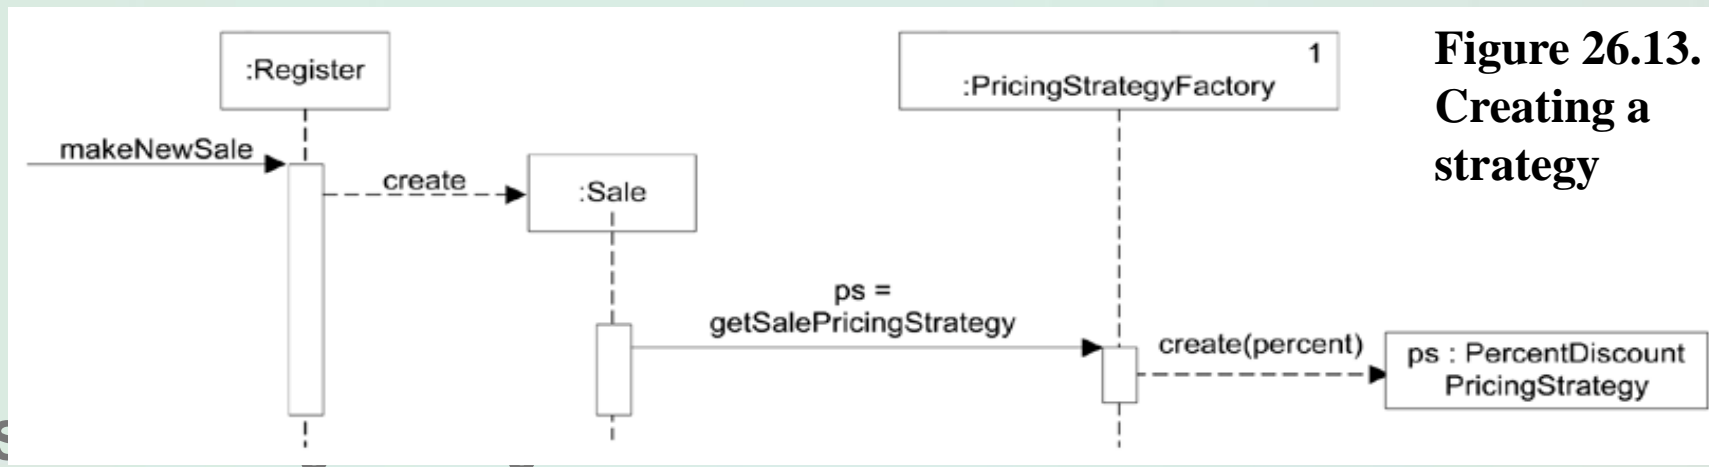 :Register
1
:PricingStrategyFactory
Figure 26.13.
Creating a
strategy
makeNewSale
create
:Sale
ps =
getSalePricingStrategy
create(percent)
ps : PercentDiscount
PricingStrategy